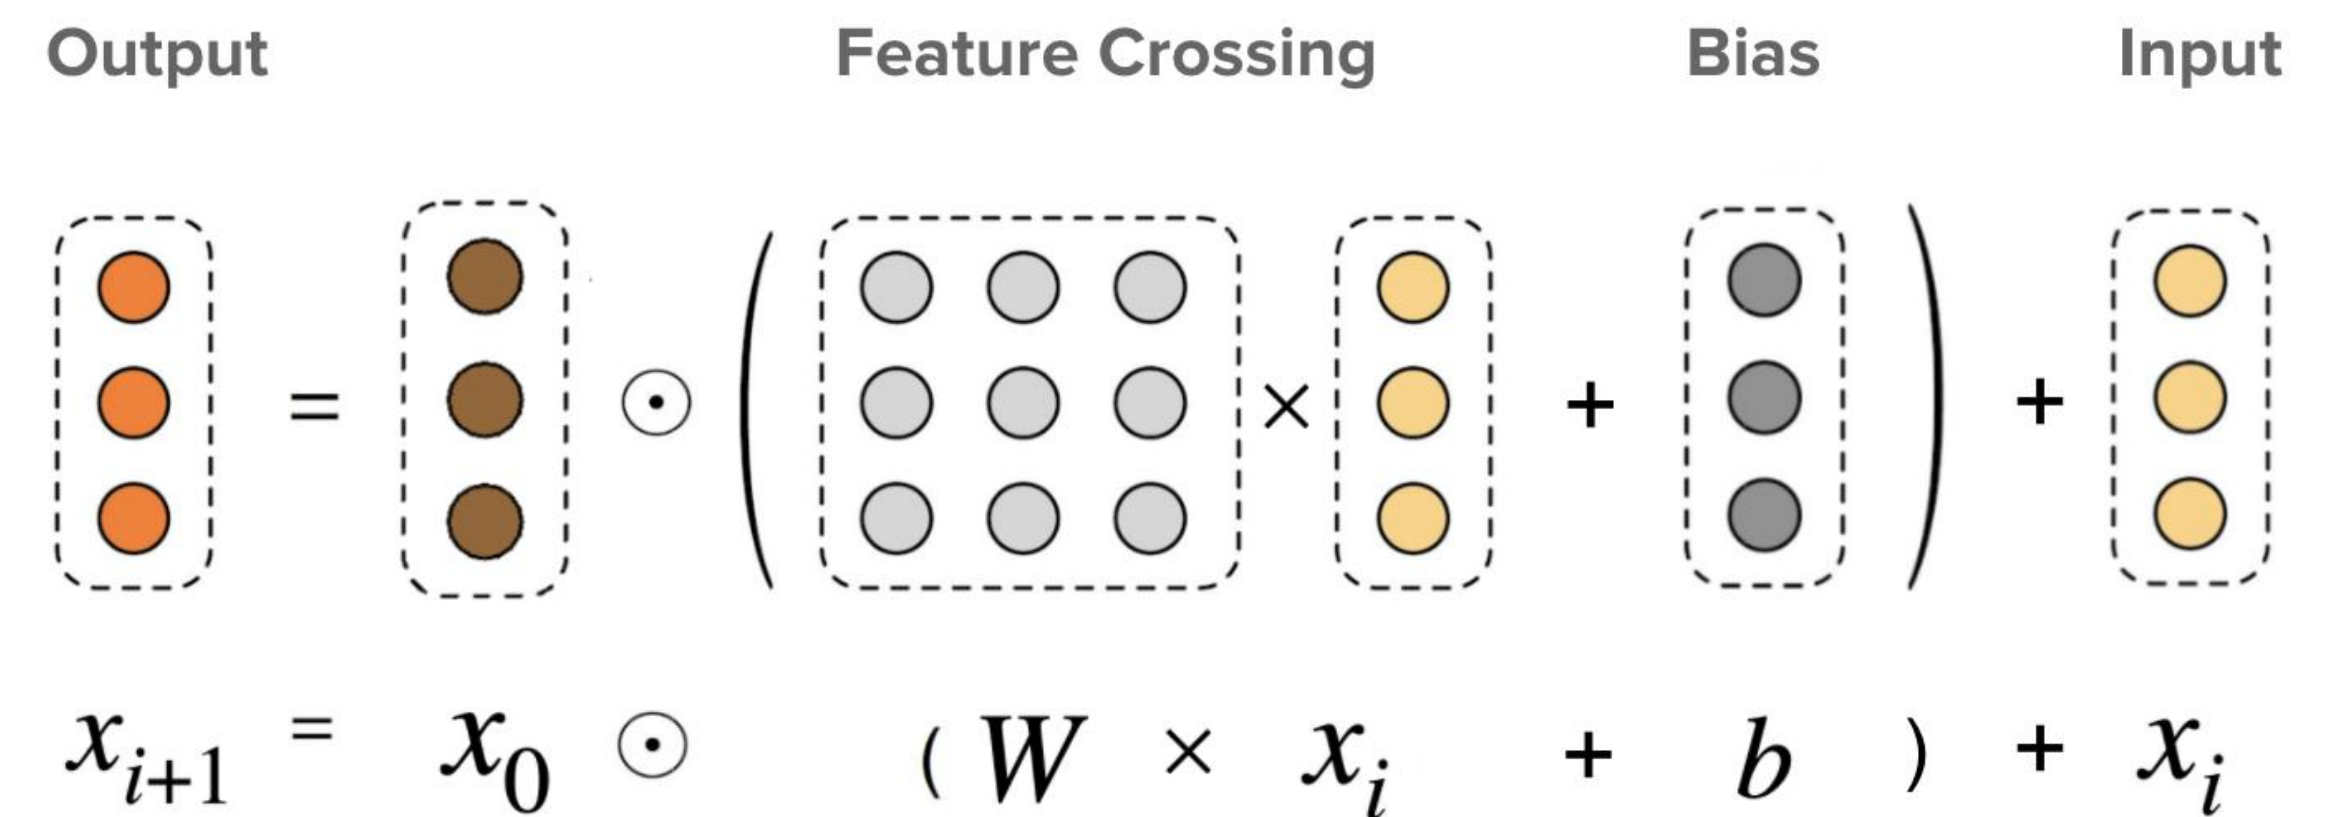 Output Feature Crossing Bias Input
= ⊙ ( × + ) +
x_{i+1} = x_0 ⊙ ( W × x_i + b ) + x_i